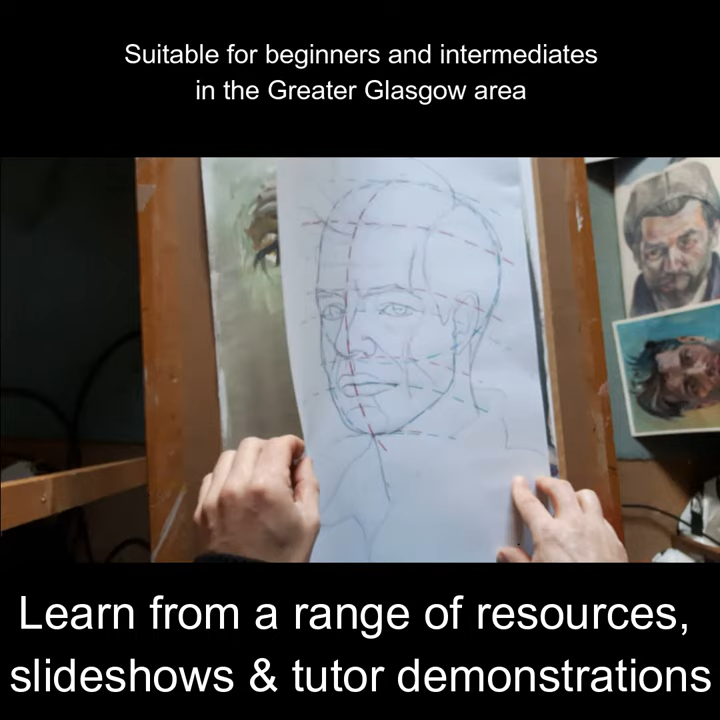 Suitable for beginners and intermediates
in the Greater Glasgow area
Learn from a range of resources,
slideshows & tutor demonstrations